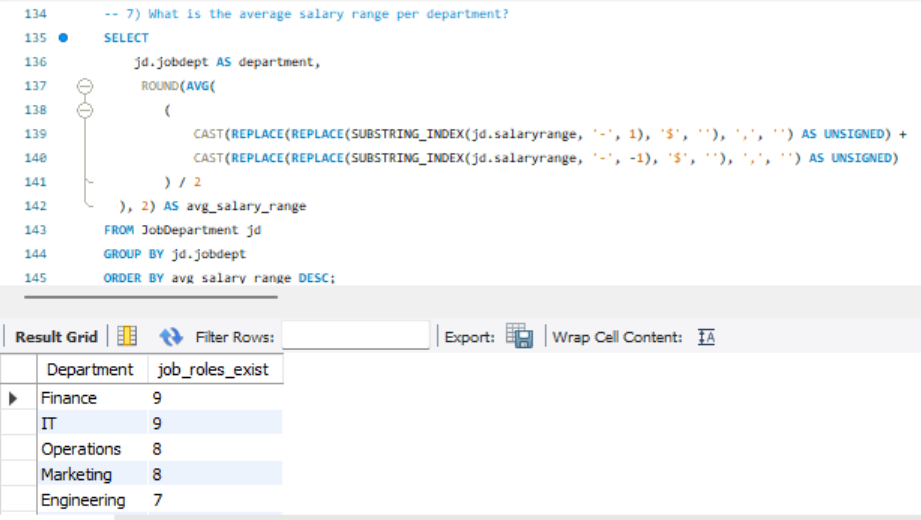 134 -- 7) What is the average salary range per department?
135 SELECT
136 jd.jobdept AS department,
137 ROUND(AVG(
138 (
139 CAST(REPLACE(REPLACE(SUBSTRING_INDEX(jd.salaryrange, '-', 1), '$', ''), ',', '') AS UNSIGNED) +
140 CAST(REPLACE(REPLACE(SUBSTRING_INDEX(jd.salaryrange, '-', -1), '$', ''), ',', '') AS UNSIGNED)
141 ) / 2
142 ), 2) AS avg_salary_range
143 FROM JobDepartment jd
144 GROUP BY jd.jobdept
145 ORDER BY avg_salary_range DESC;
Result Grid Filter Rows: Export: Wrap Cell Content: IA
Department job_roles_exist
Finance 9
IT 9
Operations 8
Marketing 8
Engineering 7